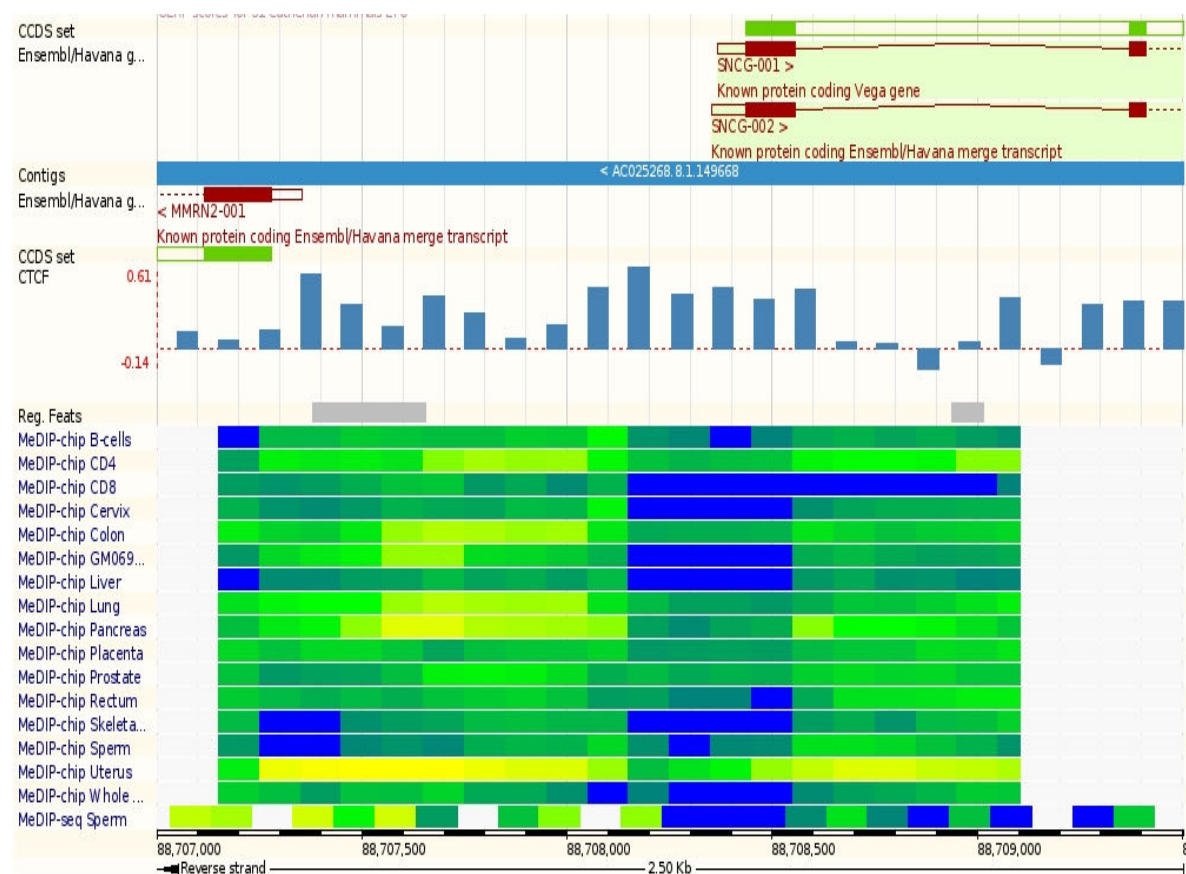 CCDS set
Ensembl/Havana g...
SNCG-001 >
Known protein coding Vega gene
SNCG-002 >
Known protein coding Ensembl/Havana merge transcript
Contigs
< AC025268.8.1.149668
Ensembl/Havana g...
< MMRN2-001
Known protein coding Ensembl/Havana merge transcript
CCDS set
CTCF
0.61
-0.14
Reg. Feats
MeDIP-chip B-cells
MeDIP-chip CD4
MeDIP-chip CD8
MeDIP-chip Cervix
MeDIP-chip Colon
MeDIP-chip GM069...
MeDIP-chip Liver
MeDIP-chip Lung
MeDIP-chip Pancreas
MeDIP-chip Placenta
MeDIP-chip Prostate
MeDIP-chip Rectum
MeDIP-chip Skeleta...
MeDIP-chip Sperm
MeDIP-chip Uterus
MeDIP-chip Whole ...
MeDIP-seq Sperm
88,707,000 88,707,500 88,708,000 88,708,500 88,709,000 8
Reverse strand 2.50 Kb